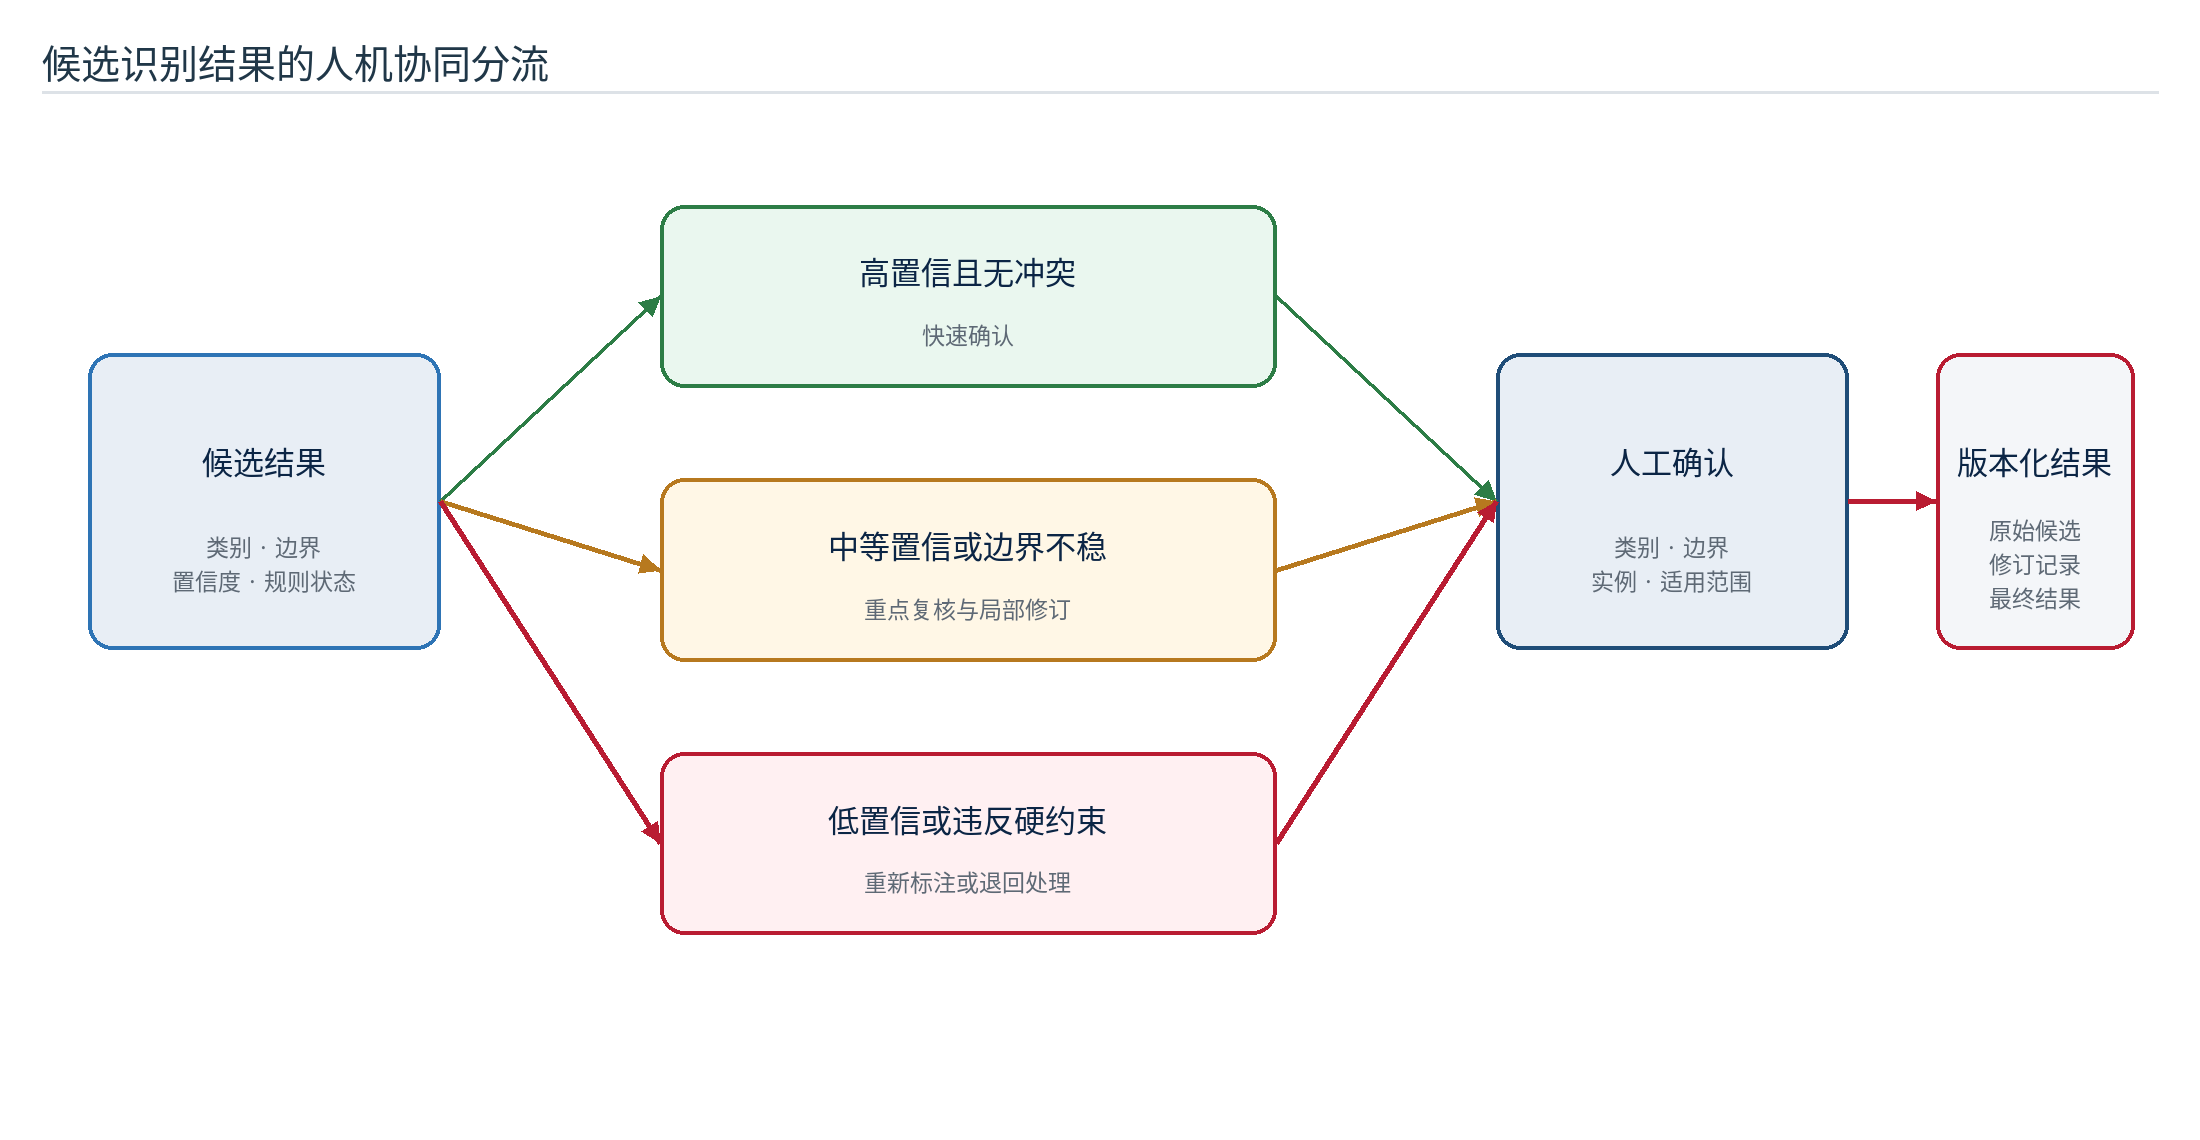 候选识别结果的人机协同分流
候选结果
类别 · 边界
置信度 · 规则状态
高置信且无冲突
快速确认
中等置信或边界不稳
重点复核与局部修订
低置信或违反硬约束
重新标注或退回处理
人工确认
类别 · 边界
实例 · 适用范围
版本化结果
原始候选
修订记录
最终结果